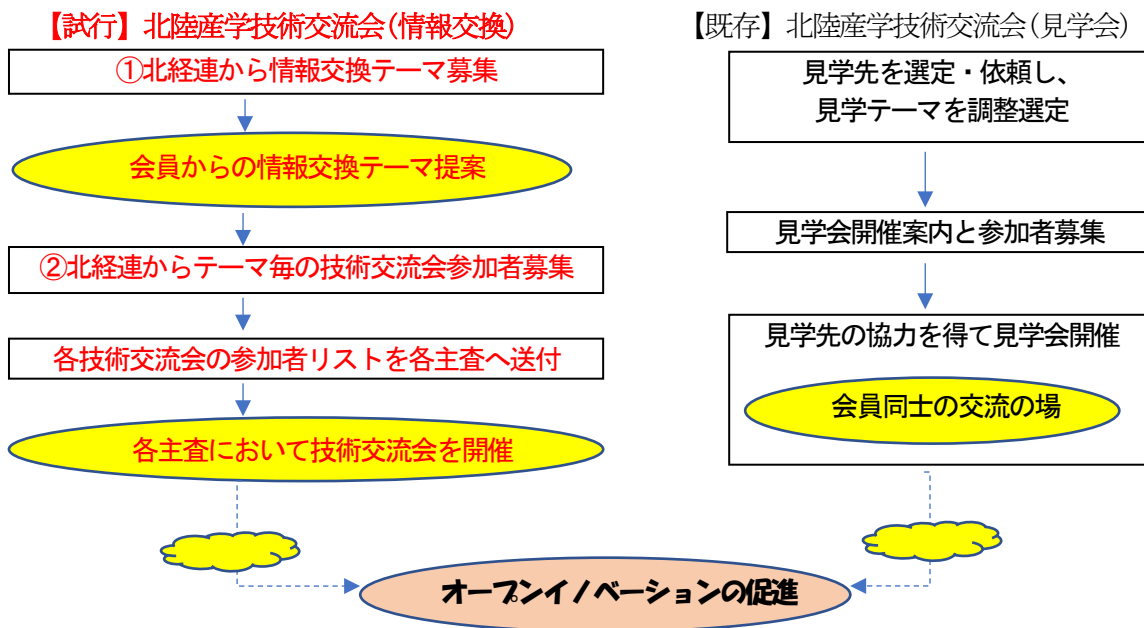 【試行】北陸産学技術交流会(情報交換)
①北経連から情報交換テーマ募集
会員からの情報交換テーマ提案
②北経連からテーマ毎の技術交流会参加者募集
各技術交流会の参加者リストを各主査へ送付
各主査において技術交流会を開催
【既存】北陸産学技術交流会(見学会)
見学先を選定・依頼し、
見学テーマを調整選定
見学会開催案内と参加者募集
見学先の協力を得て見学会開催
会員同士の交流の場
オープンイノベーションの促進